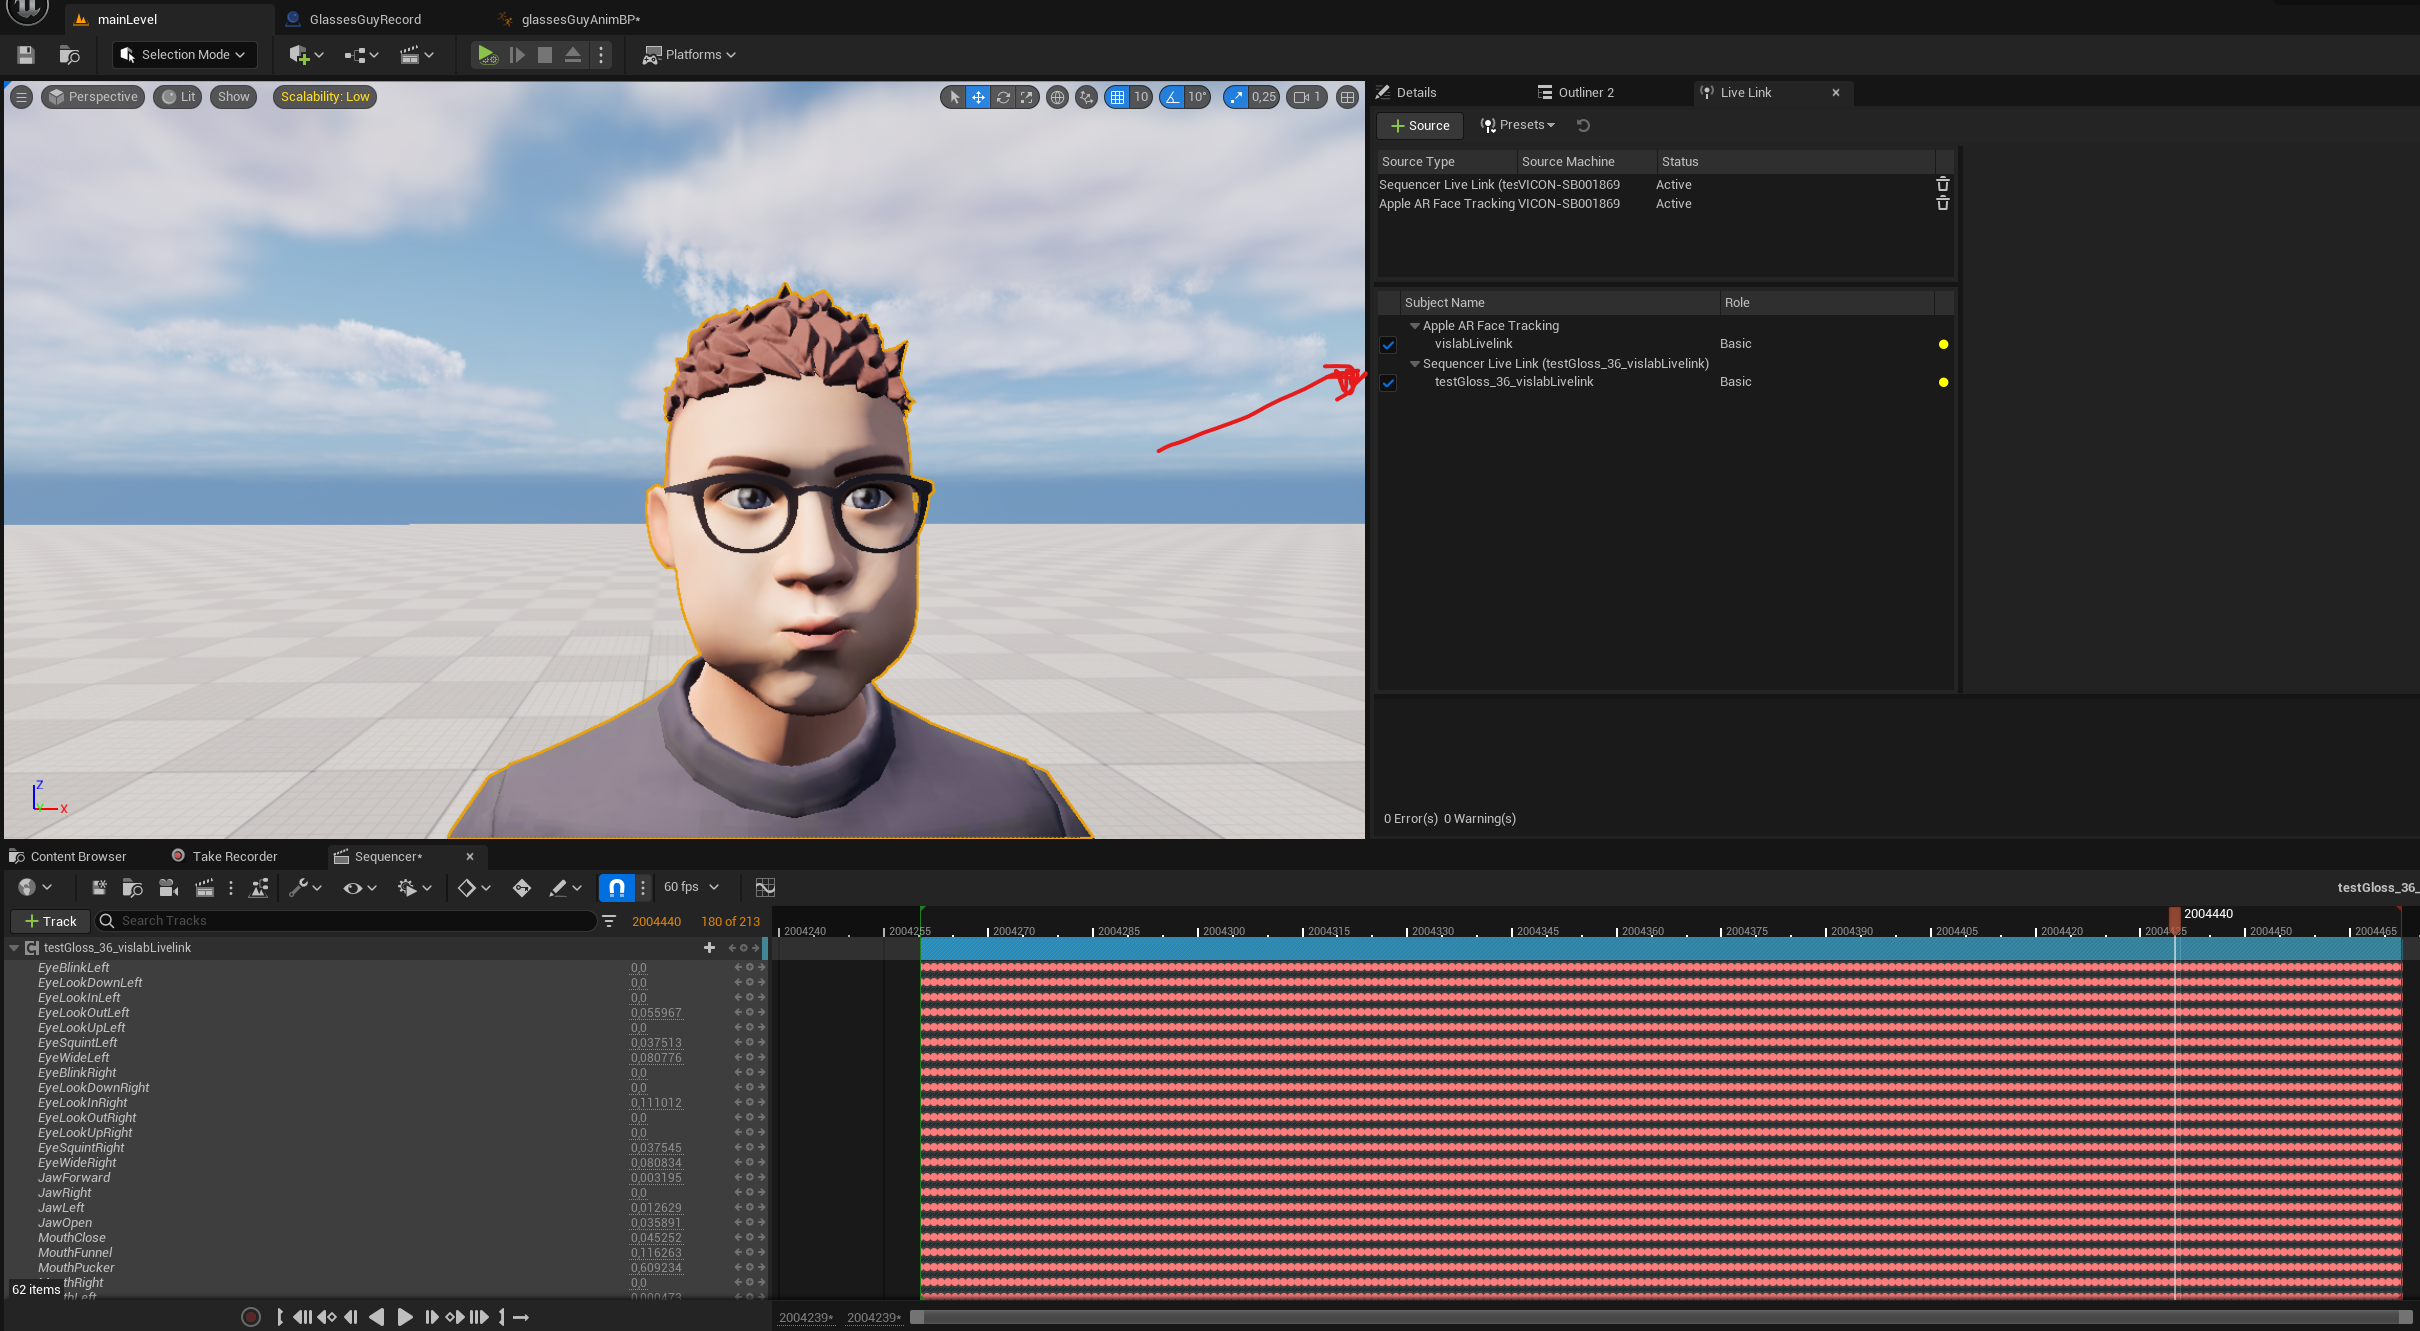 mainLevel
GlassesGuyRecord
glassesGuyAnimBP*
Selection Mode
Platforms
Perspective
Lit
Show
Scalability: Low
10
10°
0,25
1
Details
Outliner 2
Live Link
Source
Presets
Source Type
Source Machine
Status
Sequencer Live Link (tes
VICON-SB001869
Active
Apple AR Face Tracking
VICON-SB001869
Active
Subject Name
Role
Apple AR Face Tracking
vislabLivelink
Basic
Sequencer Live Link (testGloss_36_vislabLivelink)
testGloss_36_vislabLivelink
Basic
Z
X
0 Error(s) 0 Warning(s)
Content Browser
Take Recorder
Sequencer*
60 fps
testGloss_36_
Track
Search Tracks
2004440
180 of 213
2004440
2004240
2004255
2004270
2004285
2004300
2004315
2004330
2004345
2004360
2004375
2004390
2004405
2004420
2004450
2004465
testGloss_36_vislabLivelink
EyeBlinkLeft 0,0
EyeLookDownLeft 0,0
EyeLookInLeft 0,0
EyeLookOutLeft 0,055967
EyeLookUpLeft 0,0
EyeSquintLeft 0,037513
EyeWideLeft 0,080776
EyeBlinkRight 0,0
EyeLookDownRight 0,0
EyeLookInRight 0,111012
EyeLookOutRight 0,0
EyeLookUpRight 0,0
EyeSquintRight 0,037545
EyeWideRight 0,080834
JawForward 0,003195
JawRight 0,0
JawLeft 0,012629
JawOpen 0,035891
MouthClose 0,045252
MouthFunnel 0,116263
MouthPucker 0,609234
thRight 0,0
62 items
thLeft 0,000473
2004239*
2004239*